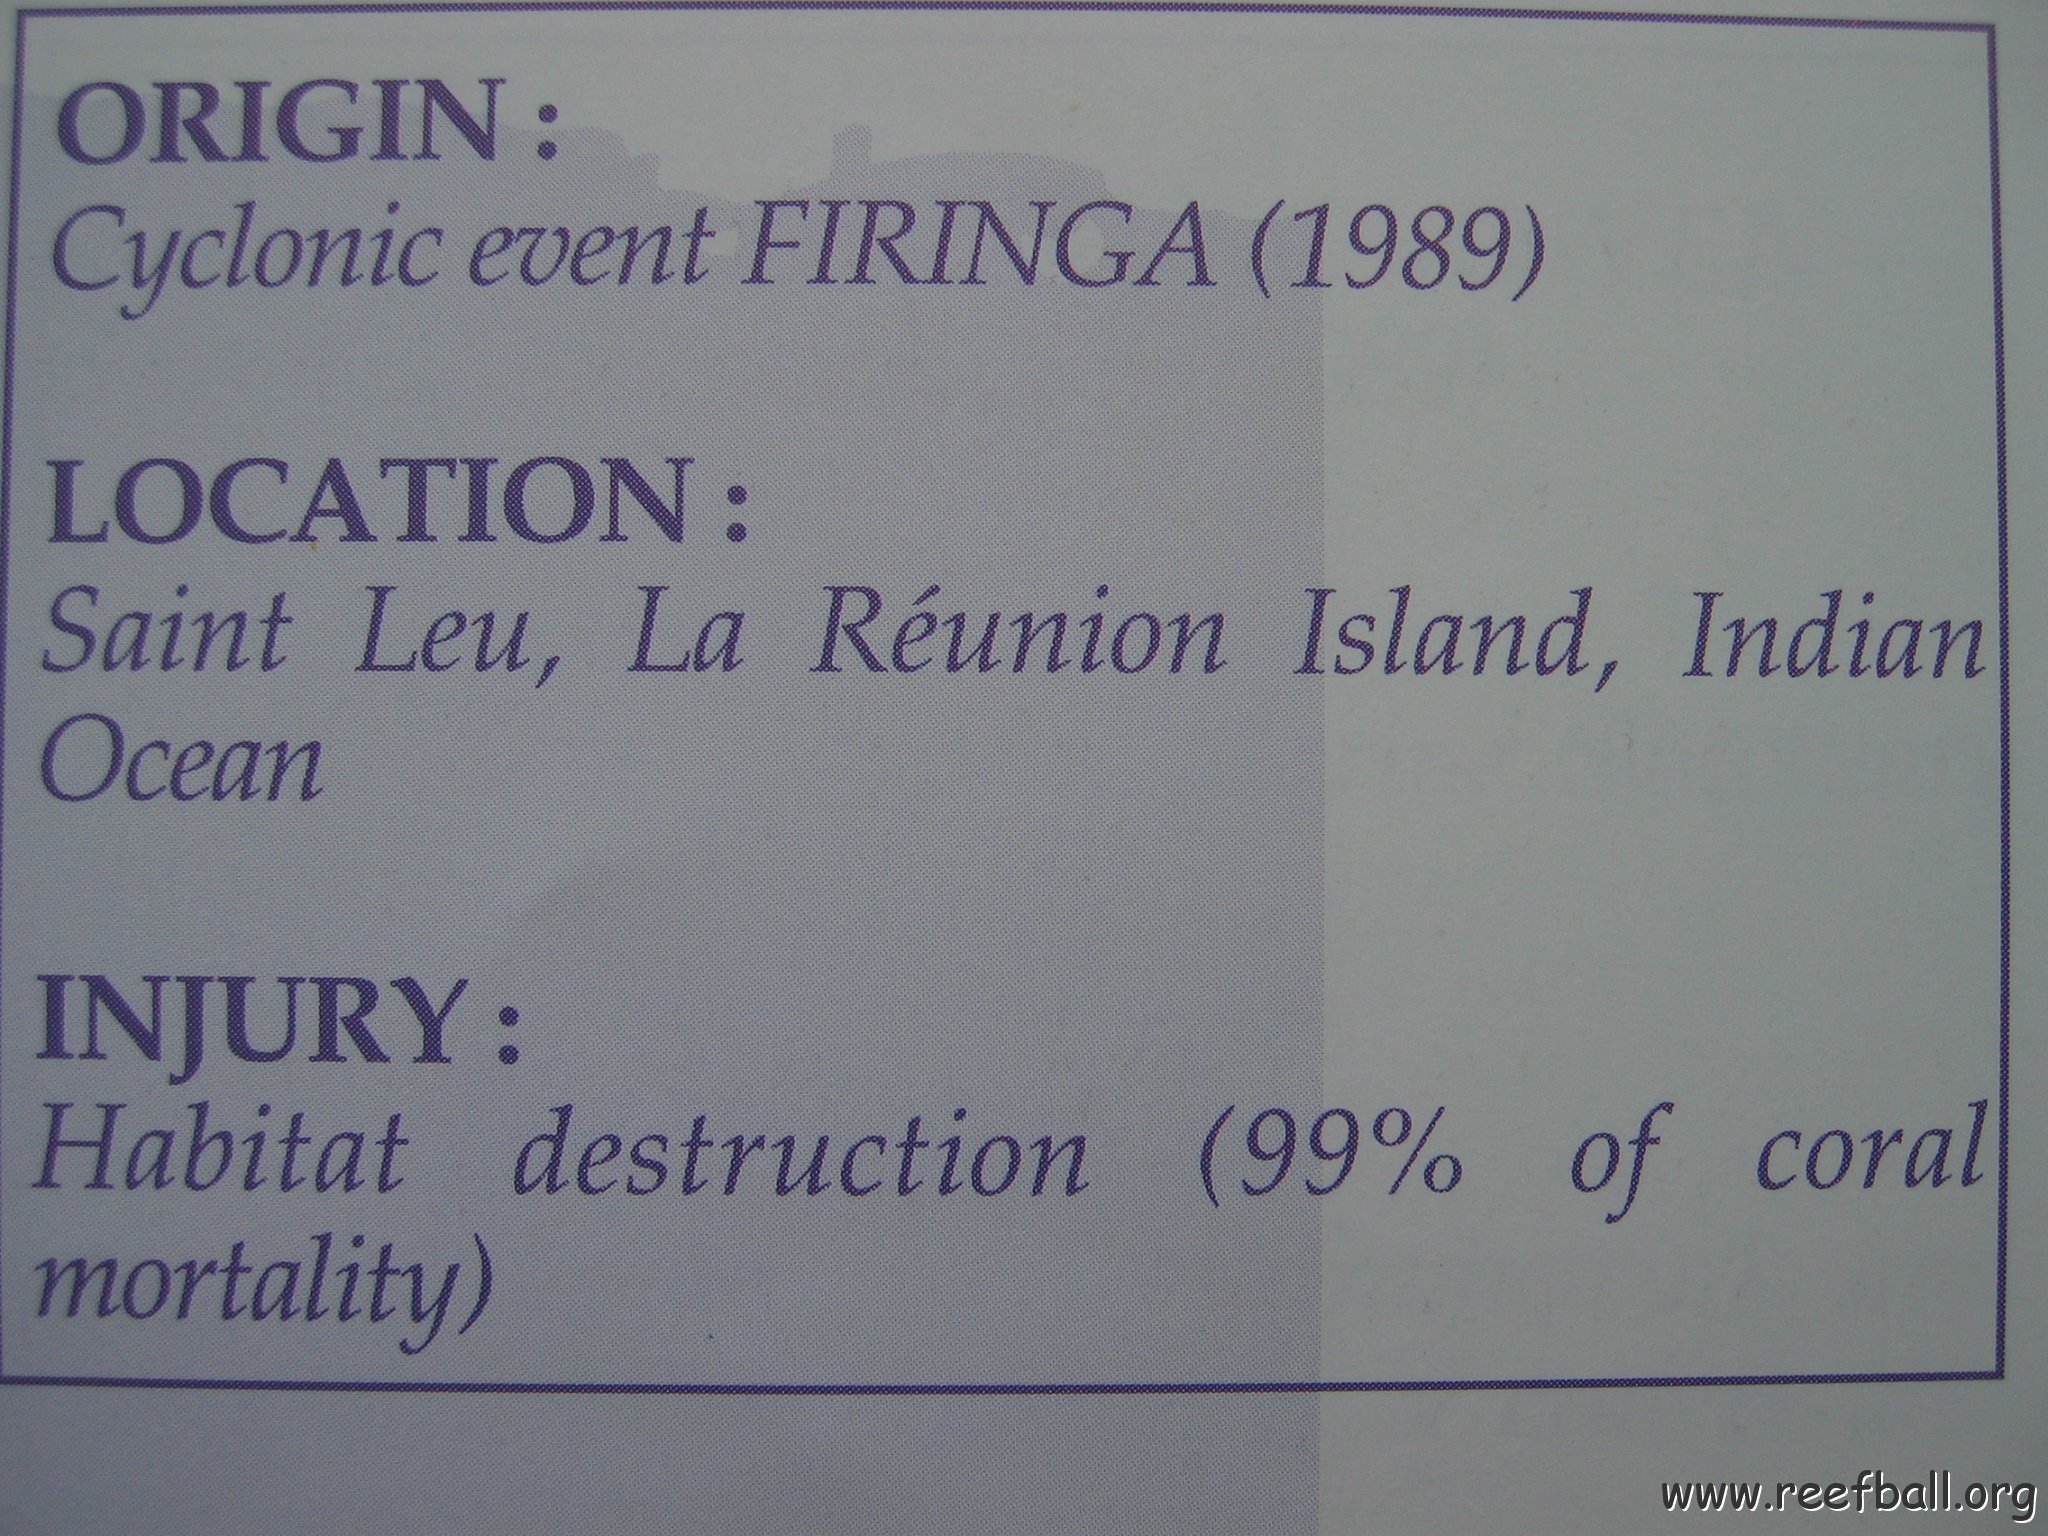 ORIGIN :
Cyclonic event FIRINGA (1989)
LOCATION :
Saint Leu, La Réunion Island, Indian
Ocean
INJURY :
Habitat destruction (99% of coral
mortality)
www.reefball.org